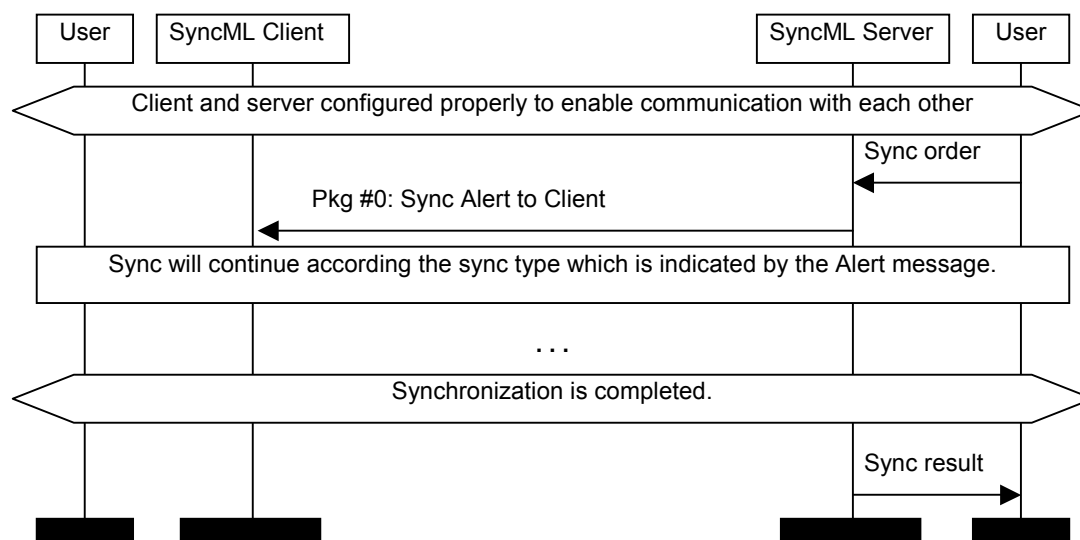 User
SyncML Client
SyncML Server
User
Client and server configured properly to enable communication with each other
Sync order
Pkg #0: Sync Alert to Client
Sync will continue according the sync type which is indicated by the Alert message.
. . .
Synchronization is completed.
Sync result